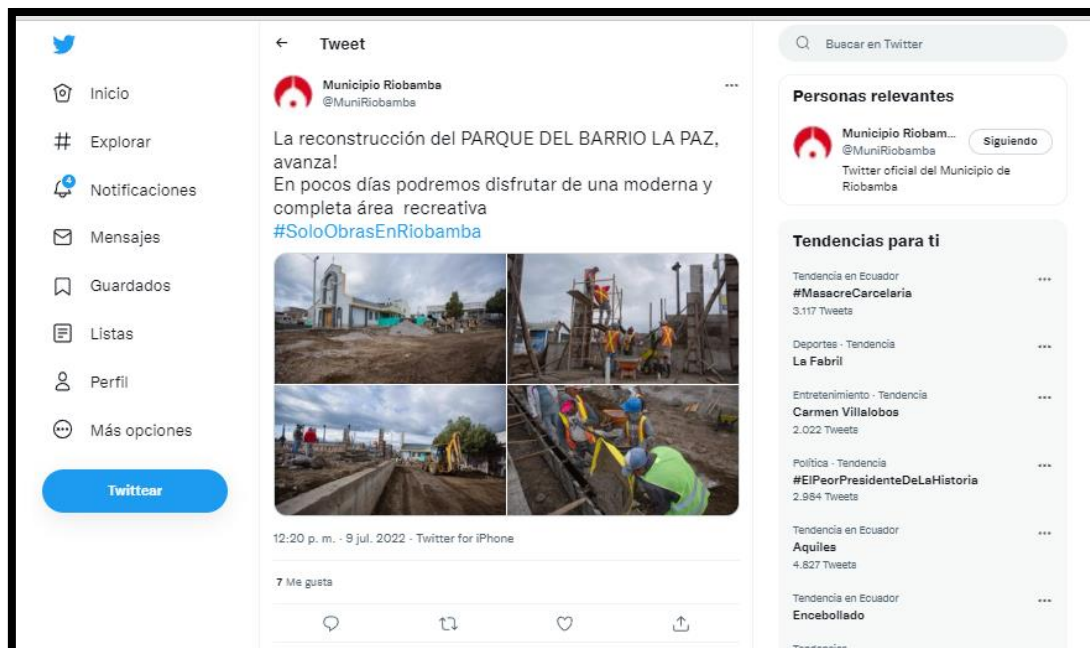 Inicio
Explorar
4
Notificaciones
Mensajes
Guardados
Listas
Perfil
Más opciones
Twittear
Tweet
Municipio Riobamba
@MuniRiobamba
La reconstrucción del PARQUE DEL BARRIO LA PAZ,
avanza!
En pocos días podremos disfrutar de una moderna y
completa área recreativa
#SoloObrasEnRiobamba
12:20 p. m. · 9 jul. 2022 · Twitter for iPhone
7 Me gusta
Buscar en Twitter
Personas relevantes
Municipio Riobam...
@MuniRiobamba
Siguiendo
Twitter oficial del Municipio de
Riobamba
Tendencias para ti
Tendencia en Ecuador
#MasacreCarcelaria
3.117 Tweets
Deportes · Tendencia
La Fabril
Entretenimiento · Tendencia
Carmen Villalobos
2.022 Tweets
Política · Tendencia
#ElPeorPresidenteDeLaHistoria
2.984 Tweets
Tendencia en Ecuador
Aquiles
4.827 Tweets
Tendencia en Ecuador
Encebollado